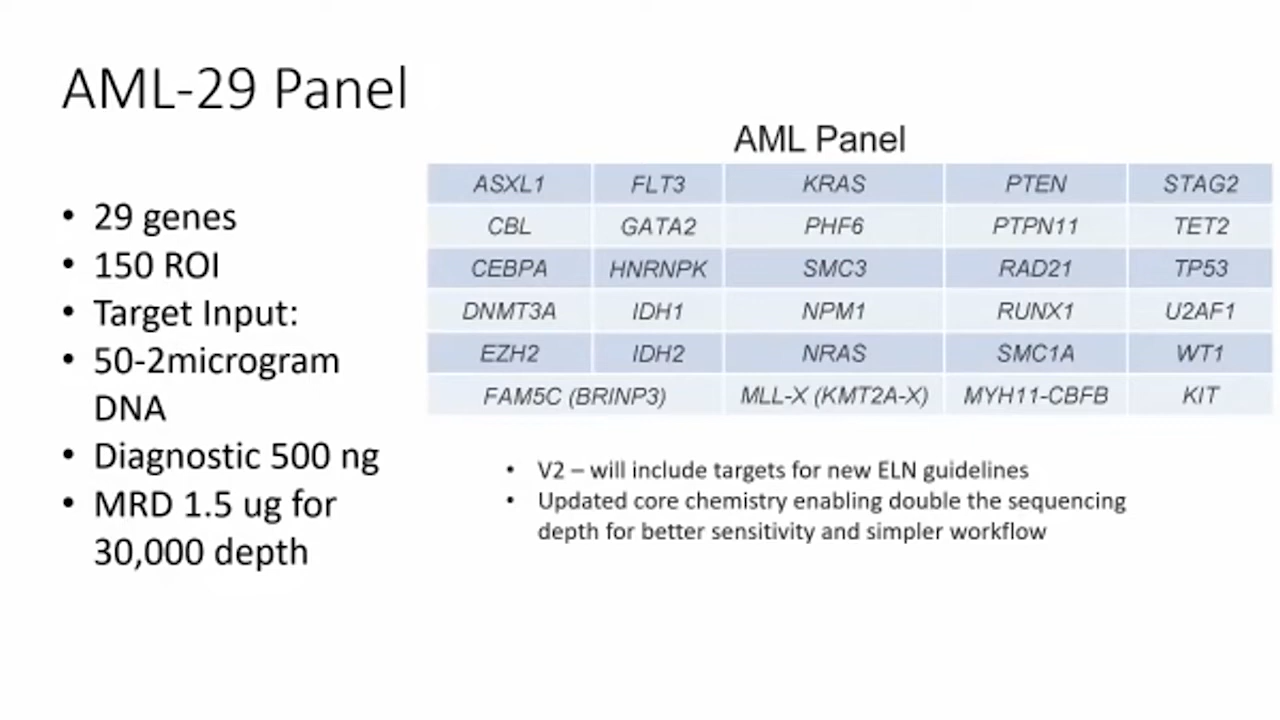 AML-29 Panel
• 29 genes
• 150 ROI
• Target Input:
• 50-2microgram
DNA
• Diagnostic 500 ng
• MRD 1.5 ug for
30,000 depth
AML Panel
ASXL1 FLT3 KRAS PTEN STAG2
CBL GATA2 PHF6 PTPN11 TET2
CEBPA HNRNPK SMC3 RAD21 TP53
DNMT3A IDH1 NPM1 RUNX1 U2AF1
EZH2 IDH2 NRAS SMC1A WT1
FAM5C (BRINP3) MLL-X (KMT2A-X) MYH11-CBFB KIT
• V2 – will include targets for new ELN guidelines
• Updated core chemistry enabling double the sequencing
depth for better sensitivity and simpler workflow